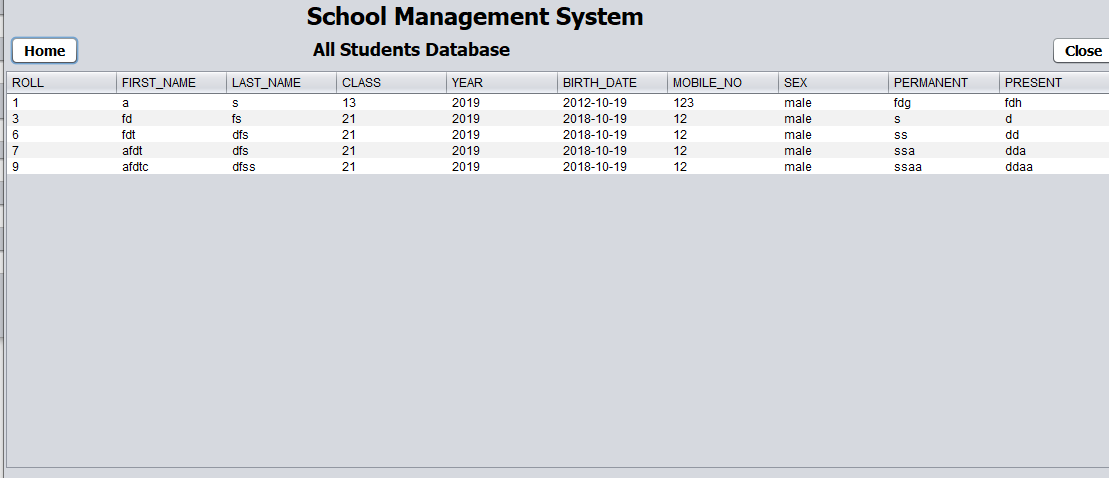 School Management System
Home All Students Database Close
ROLL FIRST_NAME LAST_NAME CLASS YEAR BIRTH_DATE MOBILE_NO SEX PERMANENT PRESENT
1 a s 13 2019 2012-10-19 123 male fdg fdh
3 fd fs 21 2019 2018-10-19 12 male s d
6 fdt dfs 21 2019 2018-10-19 12 male ss dd
7 afdt dfs 21 2019 2018-10-19 12 male ssa dda
9 afdtc dfss 21 2019 2018-10-19 12 male ssaa ddaa